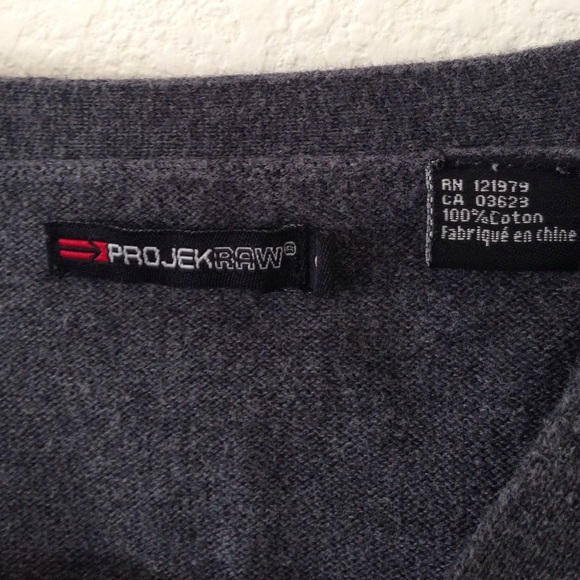 PROJEKRAW®
RN 121979
CA 03623
100%Coton
Fabriqué en chine